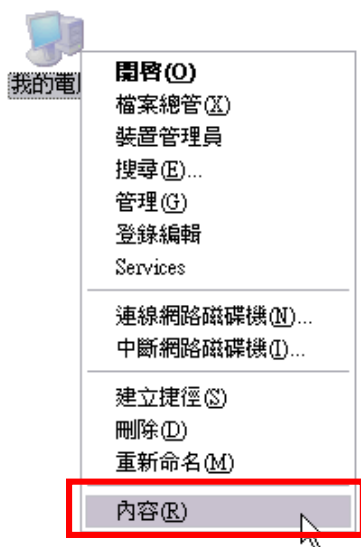 我的電
開啓(O)
檔案總管(X)
裝置管理員
搜尋(E)...
管理(G)
登錄編輯
Services
連線網路磁碟機(N)...
中斷網路磁碟機(I)...
建立捷徑(S)
刪除(D)
重新命名(M)
內容(R)